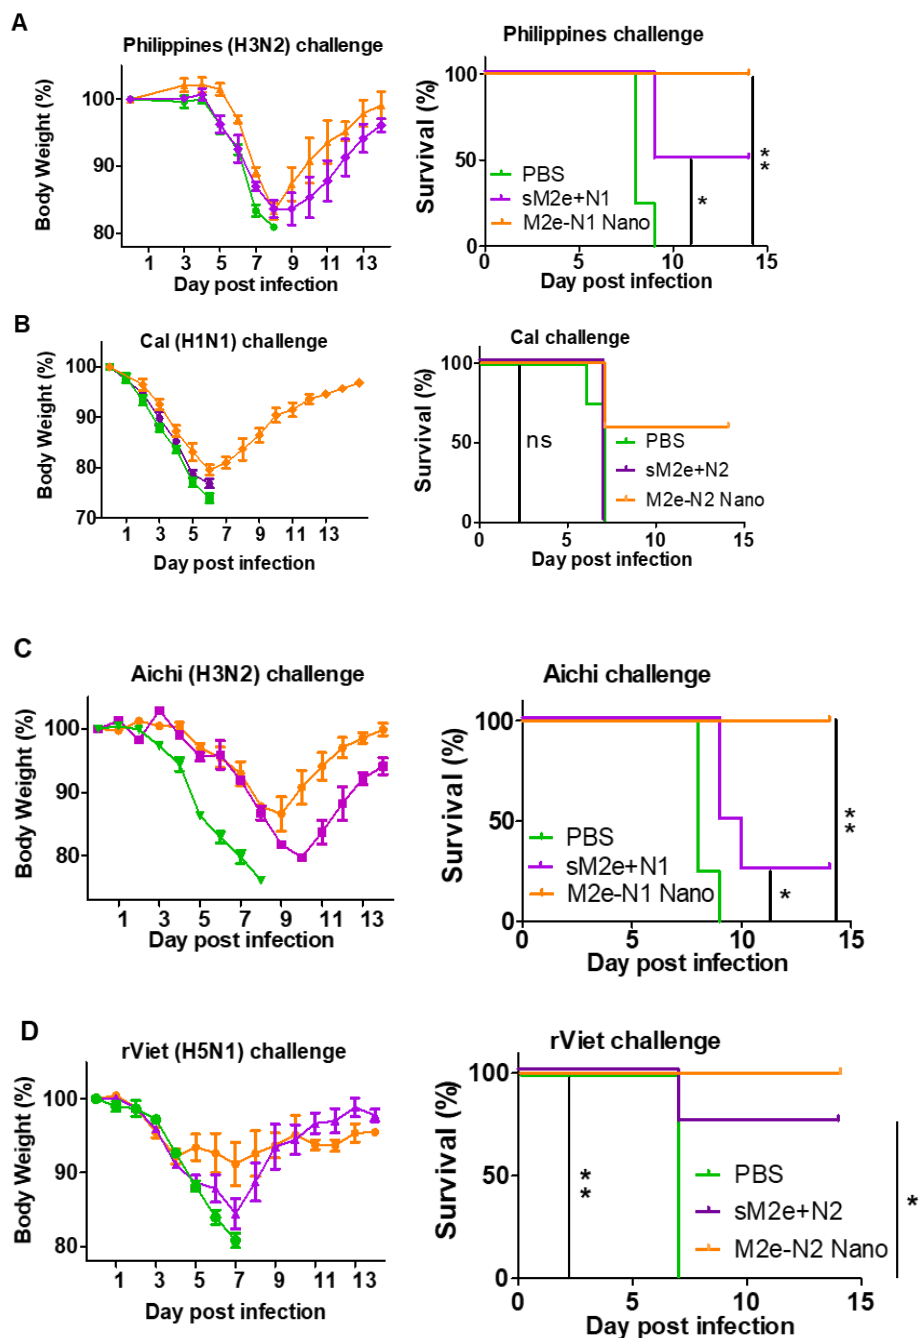 A
Philippines (H3N2) challenge
Body Weight (%)
100
90
80
1 3 5 7 9 11 13
Day post infection
Philippines challenge
Survival (%)
100
50
0
PBS
sM2e+N1
M2e-N1 Nano
*
* *
0 5 10 15
Day post infection
B
Cal (H1N1) challenge
Body Weight (%)
100
90
80
70
1 3 5 7 9 11 13
Day post infection
Cal challenge
Survival (%)
100
50
0
ns
PBS
sM2e+N2
M2e-N2 Nano
0 5 10 15
Day post infection
C
Aichi (H3N2) challenge
Body Weight (%)
100
90
80
1 3 5 7 9 11 13
Day post infection
Aichi challenge
Survival (%)
100
50
0
PBS
sM2e+N1
M2e-N1 Nano
*
* *
0 5 10 15
Day post infection
D
rViet (H5N1) challenge
Body Weight (%)
100
90
80
1 3 5 7 9 11 13
Day post infection
rViet challenge
Survival (%)
100
50
0
* *
PBS
sM2e+N2
M2e-N2 Nano
*
0 5 10 15
Day post infection